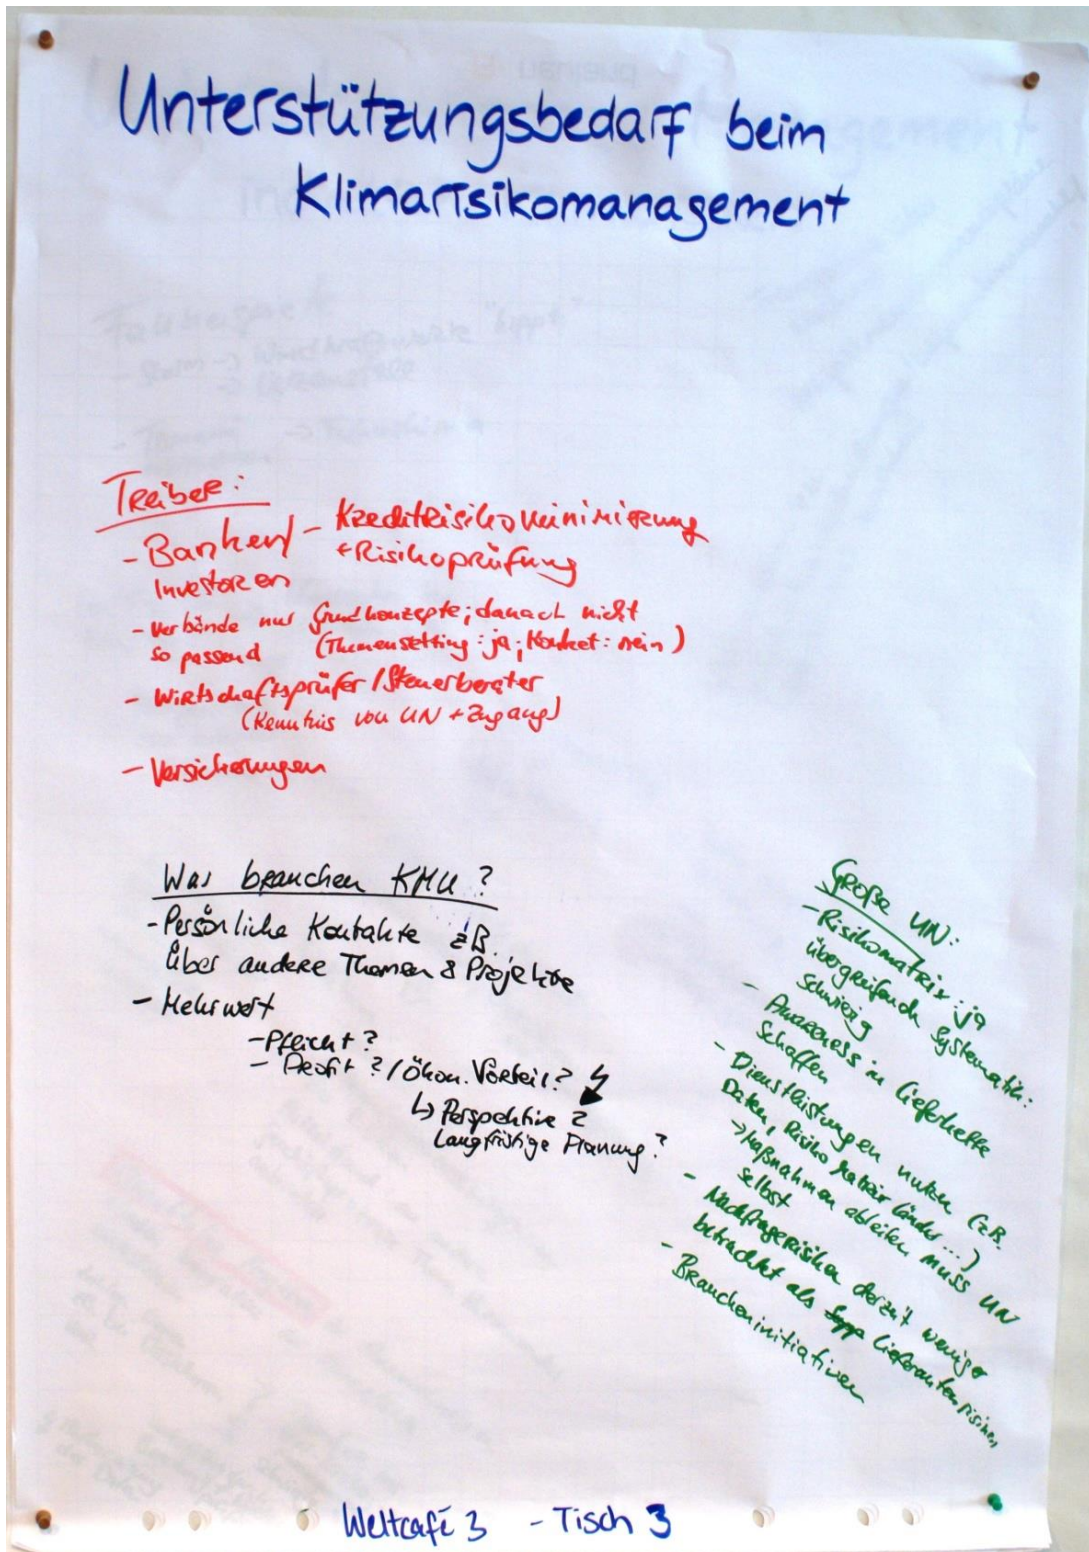 Unterstützungsbedarf beim
Klimarisikomanagement
Treiber:
- Banken/ - Kreditrisikominimierung
Investoren + Risikoprüfung
- Verbände nur Grundkonzepte; danach nicht
so passend (Themensetting: ja; Konkret: nein)
- Wirtschaftsprüfer / Steuerberater
(Kenntnis von UN + Zugang)
- Versicherungen
Was brauchen KMU?
- Persönliche Kontakte z.B.
über andere Themen & Projekte
- Mehrwert
- Pflicht?
- Profit? / Ökon. Vorteil?
↳ Perspektive?
Langfristige Planung?
Große UN:
- Risikomatrix: ja
übergreifende Systematik:
schwierig
- Awareness in Lieferkette
schaffen
- Dienstleistungen nutzen (z.B.
Daten, Risiko Länder...)
→ Maßnahmen ableiten muss UN
selbst
- Nachfragerisiken derzeit weniger
betrachtet als Lieferantenrisiken
- Brancheninitiativen
Weltcafé 3 - Tisch 3